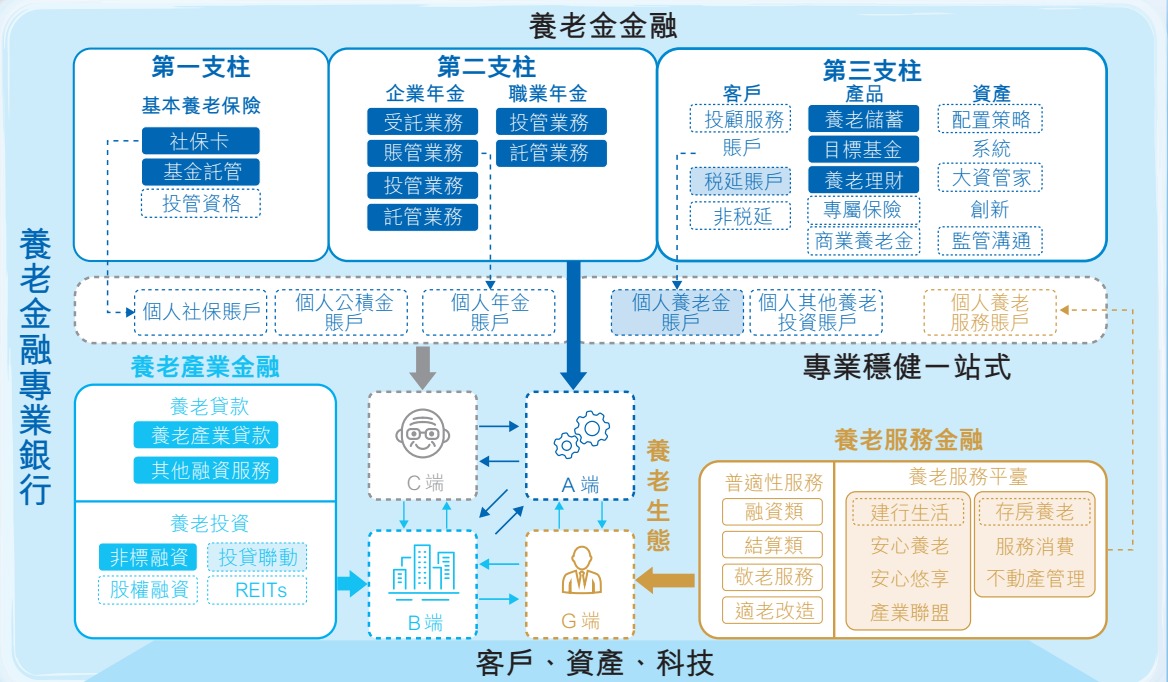 養老金金融
養老金融專業銀行
第一支柱
基本養老保險
社保卡
基金託管
投管資格
第二支柱
企業年金
職業年金
受託業務
投管業務
賬管業務
託管業務
投管業務
託管業務
第三支柱
客戶
產品
資產
投顧服務
養老儲蓄
配置策略
賬戶
目標基金
系統
税延賬戶
養老理財
大資管家
非税延
專屬保險
創新
商業養老金
監管溝通
個人社保賬戶
個人公積金
賬戶
個人年金
賬戶
個人養老金
賬戶
個人其他養老
投資賬戶
個人養老
服務賬戶
專業穩健一站式
養老產業金融
養老貸款
養老產業貸款
其他融資服務
養老投資
非標融資
投貸聯動
股權融資
REITs
C端
A端
B端
G端
養老生態
養老服務金融
普適性服務
融資類
結算類
敬老服務
適老改造
養老服務平臺
建行生活
安心養老
安心悠享
產業聯盟
存房養老
服務消費
不動產管理
客戶、資產、科技